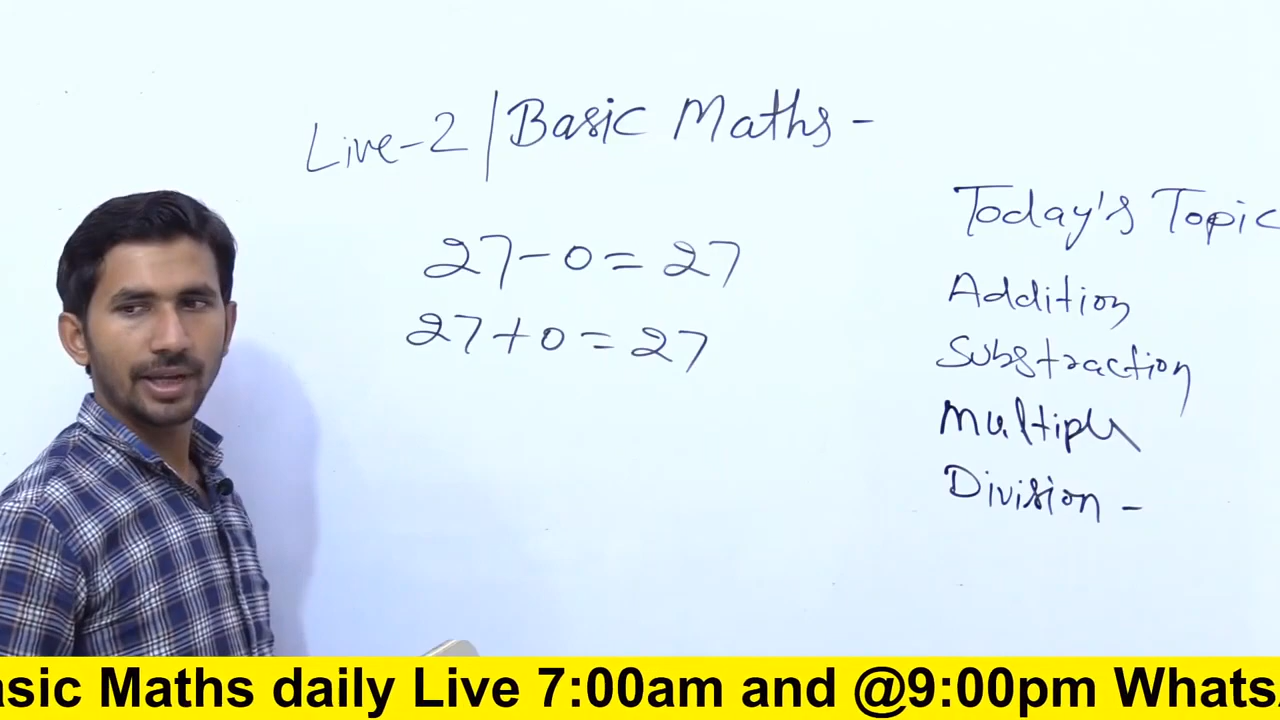 Live-2 | Basic Maths -
27-0=27
27+0=27
Today's Topic
Addition
Substraction
Division -
asic Maths daily Live 7:00am and @9:00pm Whats